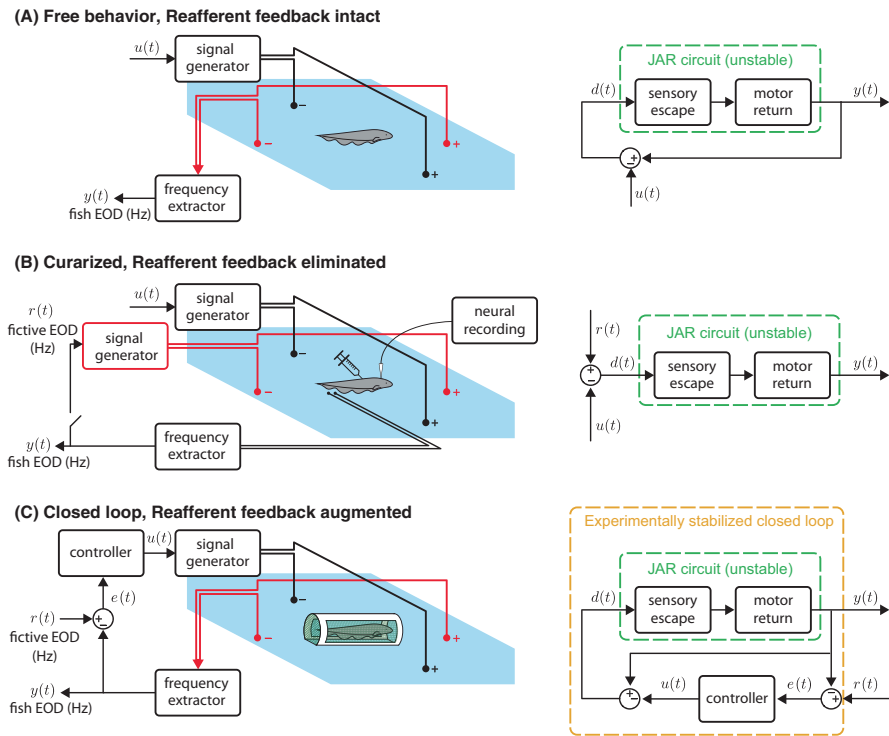 (A) Free behavior, Reafferent feedback intact
u(t)
signal
generator
−
−
+
+
y(t)
fish EOD (Hz)
frequency
extractor
JAR circuit (unstable)
d(t)
sensory
escape
motor
return
y(t)
+
−
u(t)
(B) Curarized, Reafferent feedback eliminated
r(t)
fictive EOD
(Hz)
u(t)
signal
generator
signal
generator
neural
recording
−
−
+
+
y(t)
fish EOD (Hz)
frequency
extractor
r(t)
JAR circuit (unstable)
+
−
d(t)
sensory
escape
motor
return
y(t)
u(t)
(C) Closed loop, Reafferent feedback augmented
controller
u(t)
signal
generator
e(t)
r(t)
+
−
fictive EOD
(Hz)
−
−
+
+
y(t)
fish EOD (Hz)
frequency
extractor
Experimentally stabilized closed loop
JAR circuit (unstable)
d(t)
sensory
escape
motor
return
y(t)
+
−
u(t)
controller
e(t)
−
+
r(t)